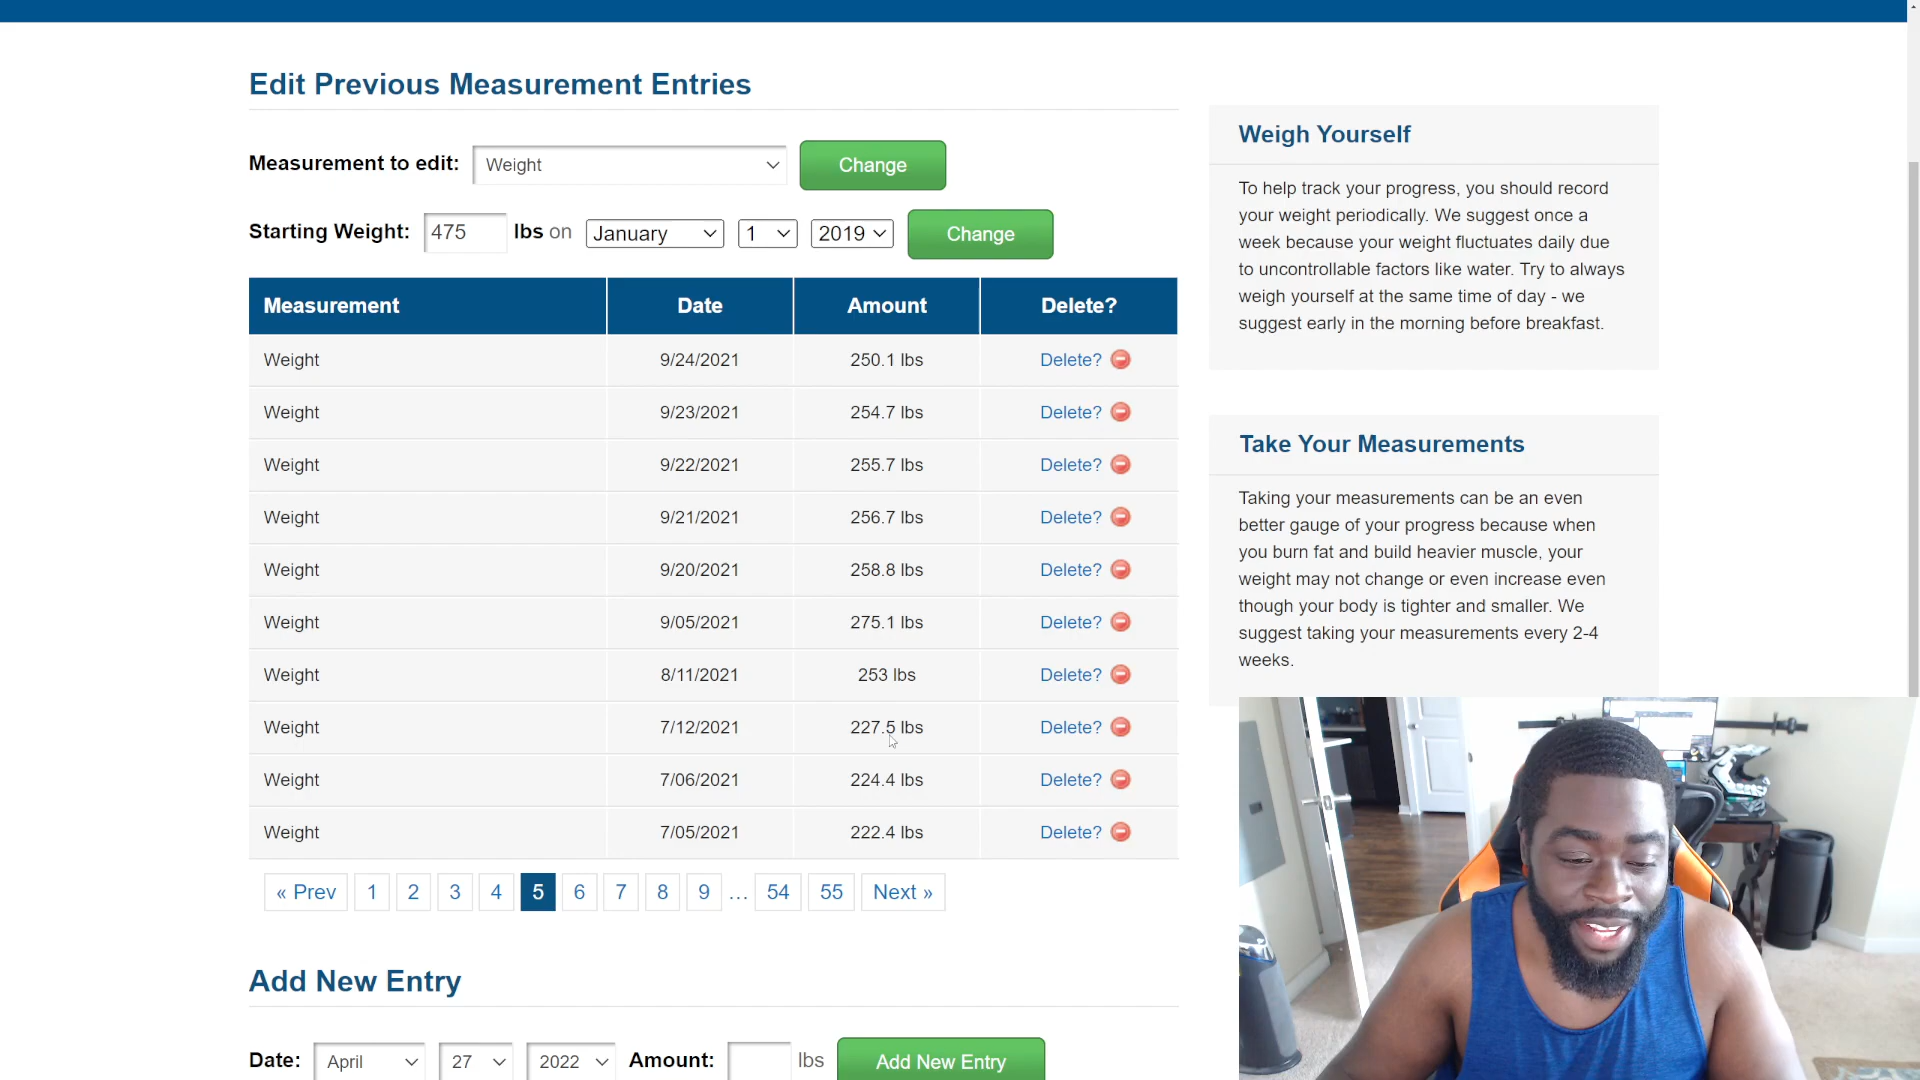 Edit Previous Measurement Entries
Measurement to edit: Weight Change
Starting Weight: 475 lbs on January 1 2019 Change
Measurement Date Amount Delete?
Weight 9/24/2021 250.1 lbs Delete?
Weight 9/23/2021 254.7 lbs Delete?
Weight 9/22/2021 255.7 lbs Delete?
Weight 9/21/2021 256.7 lbs Delete?
Weight 9/20/2021 258.8 lbs Delete?
Weight 9/05/2021 275.1 lbs Delete?
Weight 8/11/2021 253 lbs Delete?
Weight 7/12/2021 227.5 lbs Delete?
Weight 7/06/2021 224.4 lbs Delete?
Weight 7/05/2021 222.4 lbs Delete?
« Prev 1 2 3 4 5 6 7 8 9 ... 54 55 Next »
Add New Entry
Date: April 27 2022 Amount: lbs Add New Entry
Weigh Yourself
To help track your progress, you should record
your weight periodically. We suggest once a
week because your weight fluctuates daily due
to uncontrollable factors like water. Try to always
weigh yourself at the same time of day - we
suggest early in the morning before breakfast.
Take Your Measurements
Taking your measurements can be an even
better gauge of your progress because when
you burn fat and build heavier muscle, your
weight may not change or even increase even
though your body is tighter and smaller. We
suggest taking your measurements every 2-4
weeks.